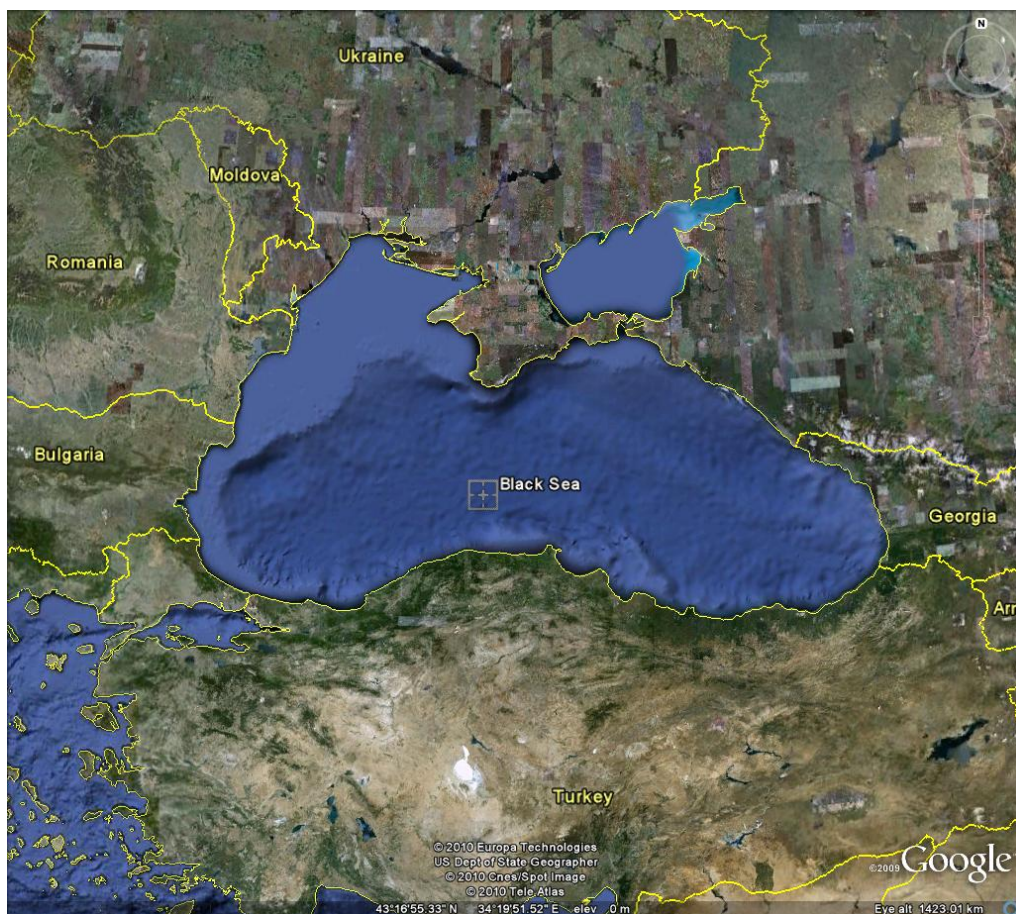 N
Ukraine
Moldova
Romania
Bulgaria
Black Sea
Georgia
Arr
Turkey
© 2010 Europa Technologies
US Dept of State Geographer
© 2010 Cnes/Spot Image
© 2010 Tele Atlas
©2009 Google
43°16'55.33" N 34°19'51.52" E elev 0 m Eye alt 1423.01 km